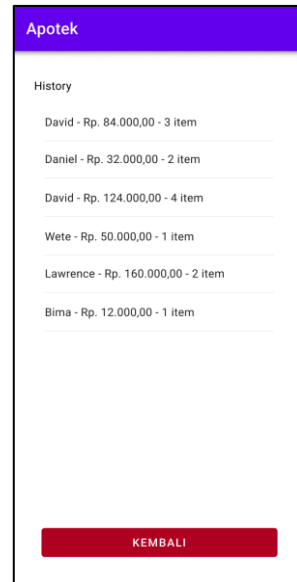 Apotek
History
David - Rp. 84.000,00 - 3 item
Daniel - Rp. 32.000,00 - 2 item
David - Rp. 124.000,00 - 4 item
Wete - Rp. 50.000,00 - 1 item
Lawrence - Rp. 160.000,00 - 2 item
Bima - Rp. 12.000,00 - 1 item
KEMBALI